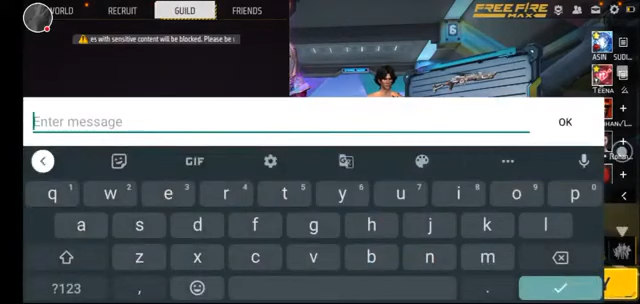 WORLD
RECRUIT
GUILD
FRIENDS
FREE FIRE
MAX
es with sensitive content will be blocked. Please be
ASIN
SUDI...
TEENA
Enter message
OK
GIF
q 1 w 2 e 3 r 4 t 5 y 6 u 7 i 8 o 9 p 0
a s d f g h j k l
z x c v b n m
?123 , .